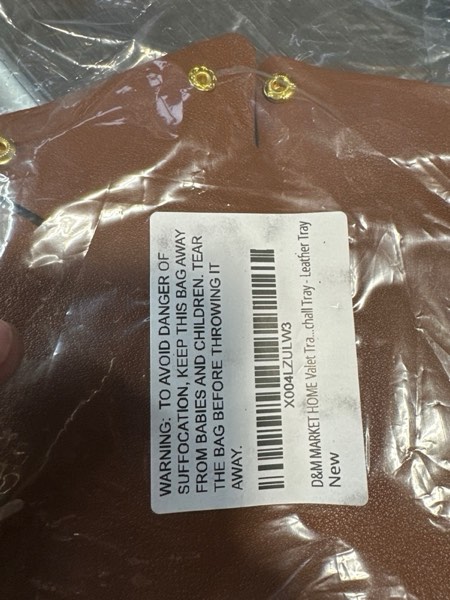 WARNING: TO AVOID DANGER OF
SUFFOCATION, KEEP THIS BAG AWAY
FROM BABIES AND CHILDREN. TEAR
THE BAG BEFORE THROWING IT
AWAY.
X004LZULW3
D&M MARKET HOME Valet Tra...chall Tray - Leather Tray
New